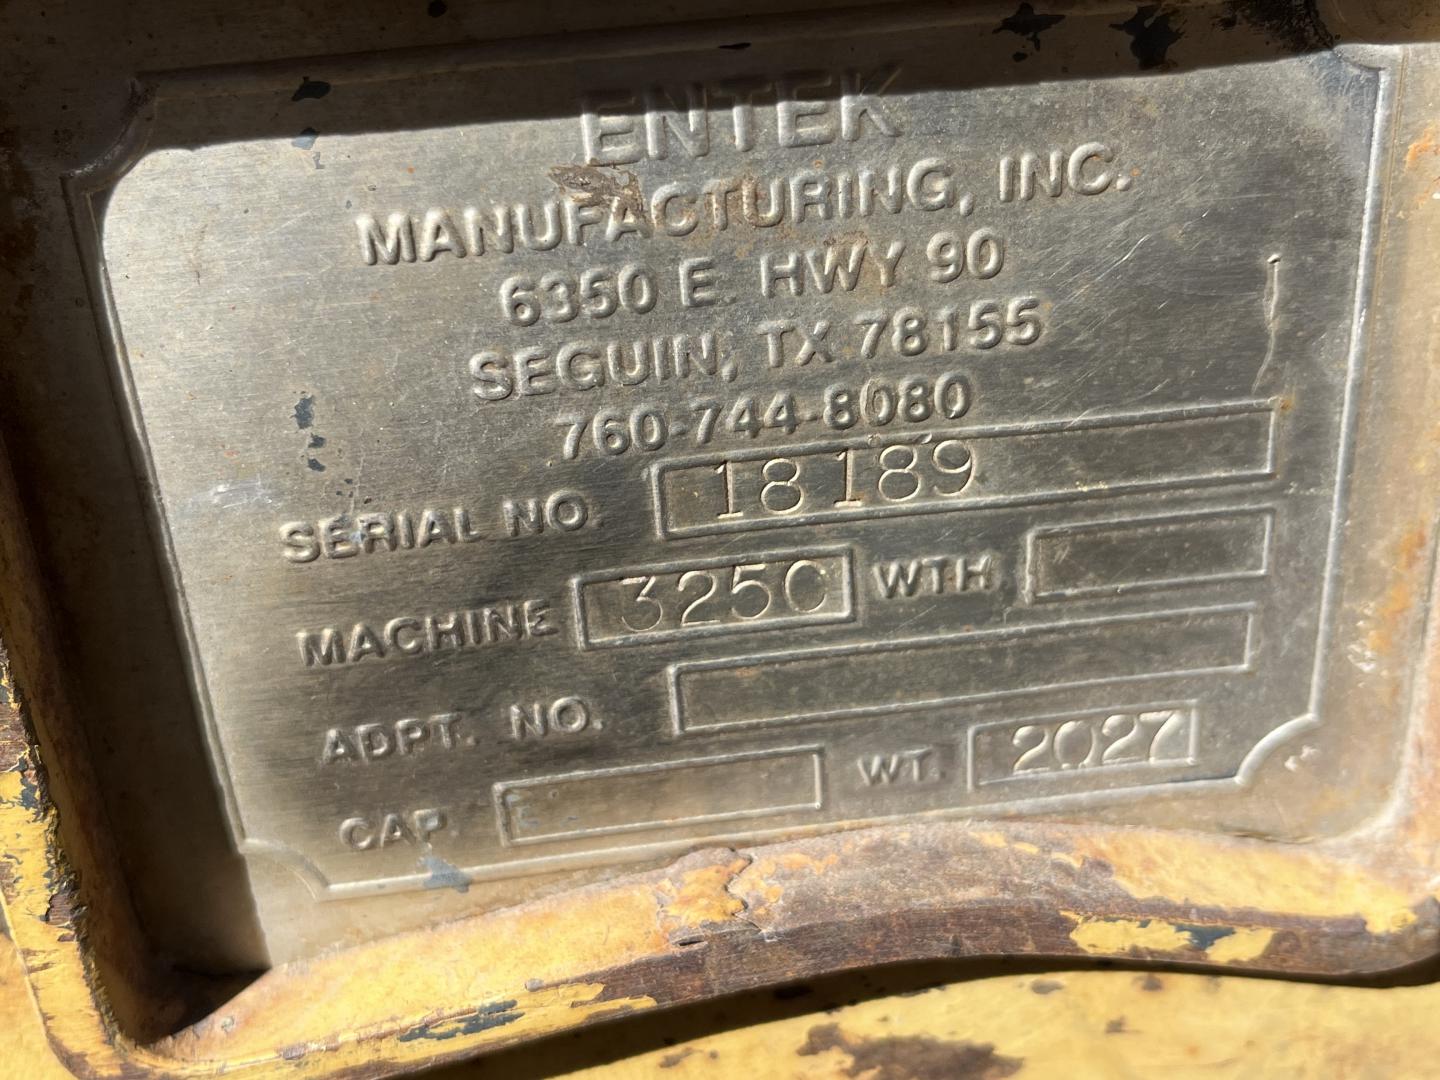 ENTEK
MANUFACTURING, INC.
6350 E. HWY 90
SEGUIN, TX 78155
760-744-8080
SERIAL NO. 18189
MACHINE 325C WTH
ADPT. NO.
CAP. WT. 2027